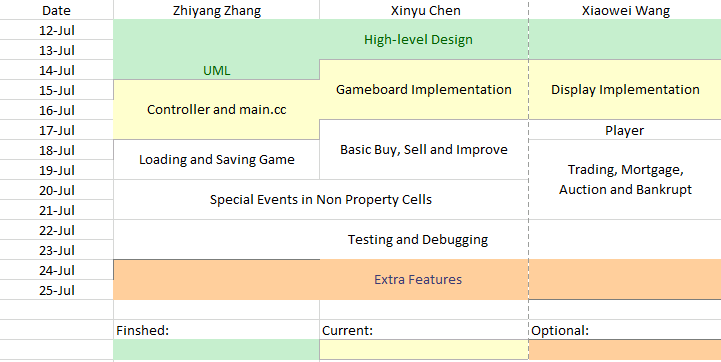 Date Zhiyang Zhang Xinyu Chen Xiaowei Wang
12-Jul
High-level Design
13-Jul
14-Jul UML
15-Jul Gameboard Implementation Display Implementation
16-Jul Controller and main.cc
17-Jul Player
18-Jul Basic Buy, Sell and Improve
19-Jul Loading and Saving Game Trading, Mortgage,
Auction and Bankrupt
20-Jul Special Events in Non Property Cells
21-Jul
22-Jul Testing and Debugging
23-Jul
24-Jul Extra Features
25-Jul
Finshed: Current: Optional: